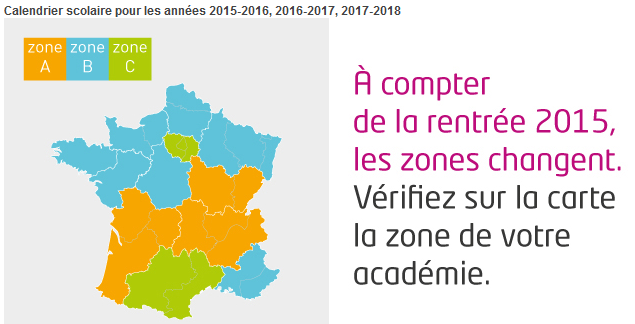 Calendrier scolaire pour les années 2015-2016, 2016-2017, 2017-2018
zone zone zone
A B C
À compter
de la rentrée 2015,
les zones changent.
Vérifiez sur la carte
la zone de votre
académie.